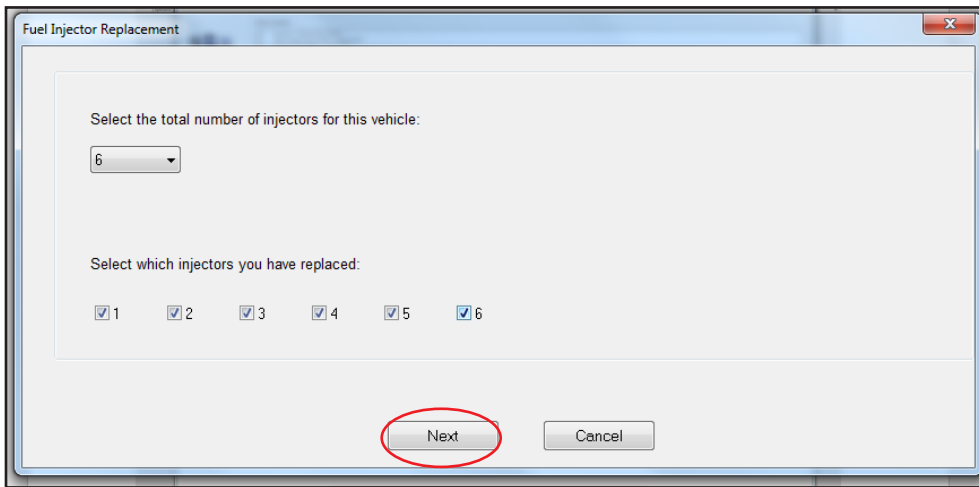 Fuel Injector Replacement
Select the total number of injectors for this vehicle:
6
Select which injectors you have replaced:
1 2 3 4 5 6
Next Cancel